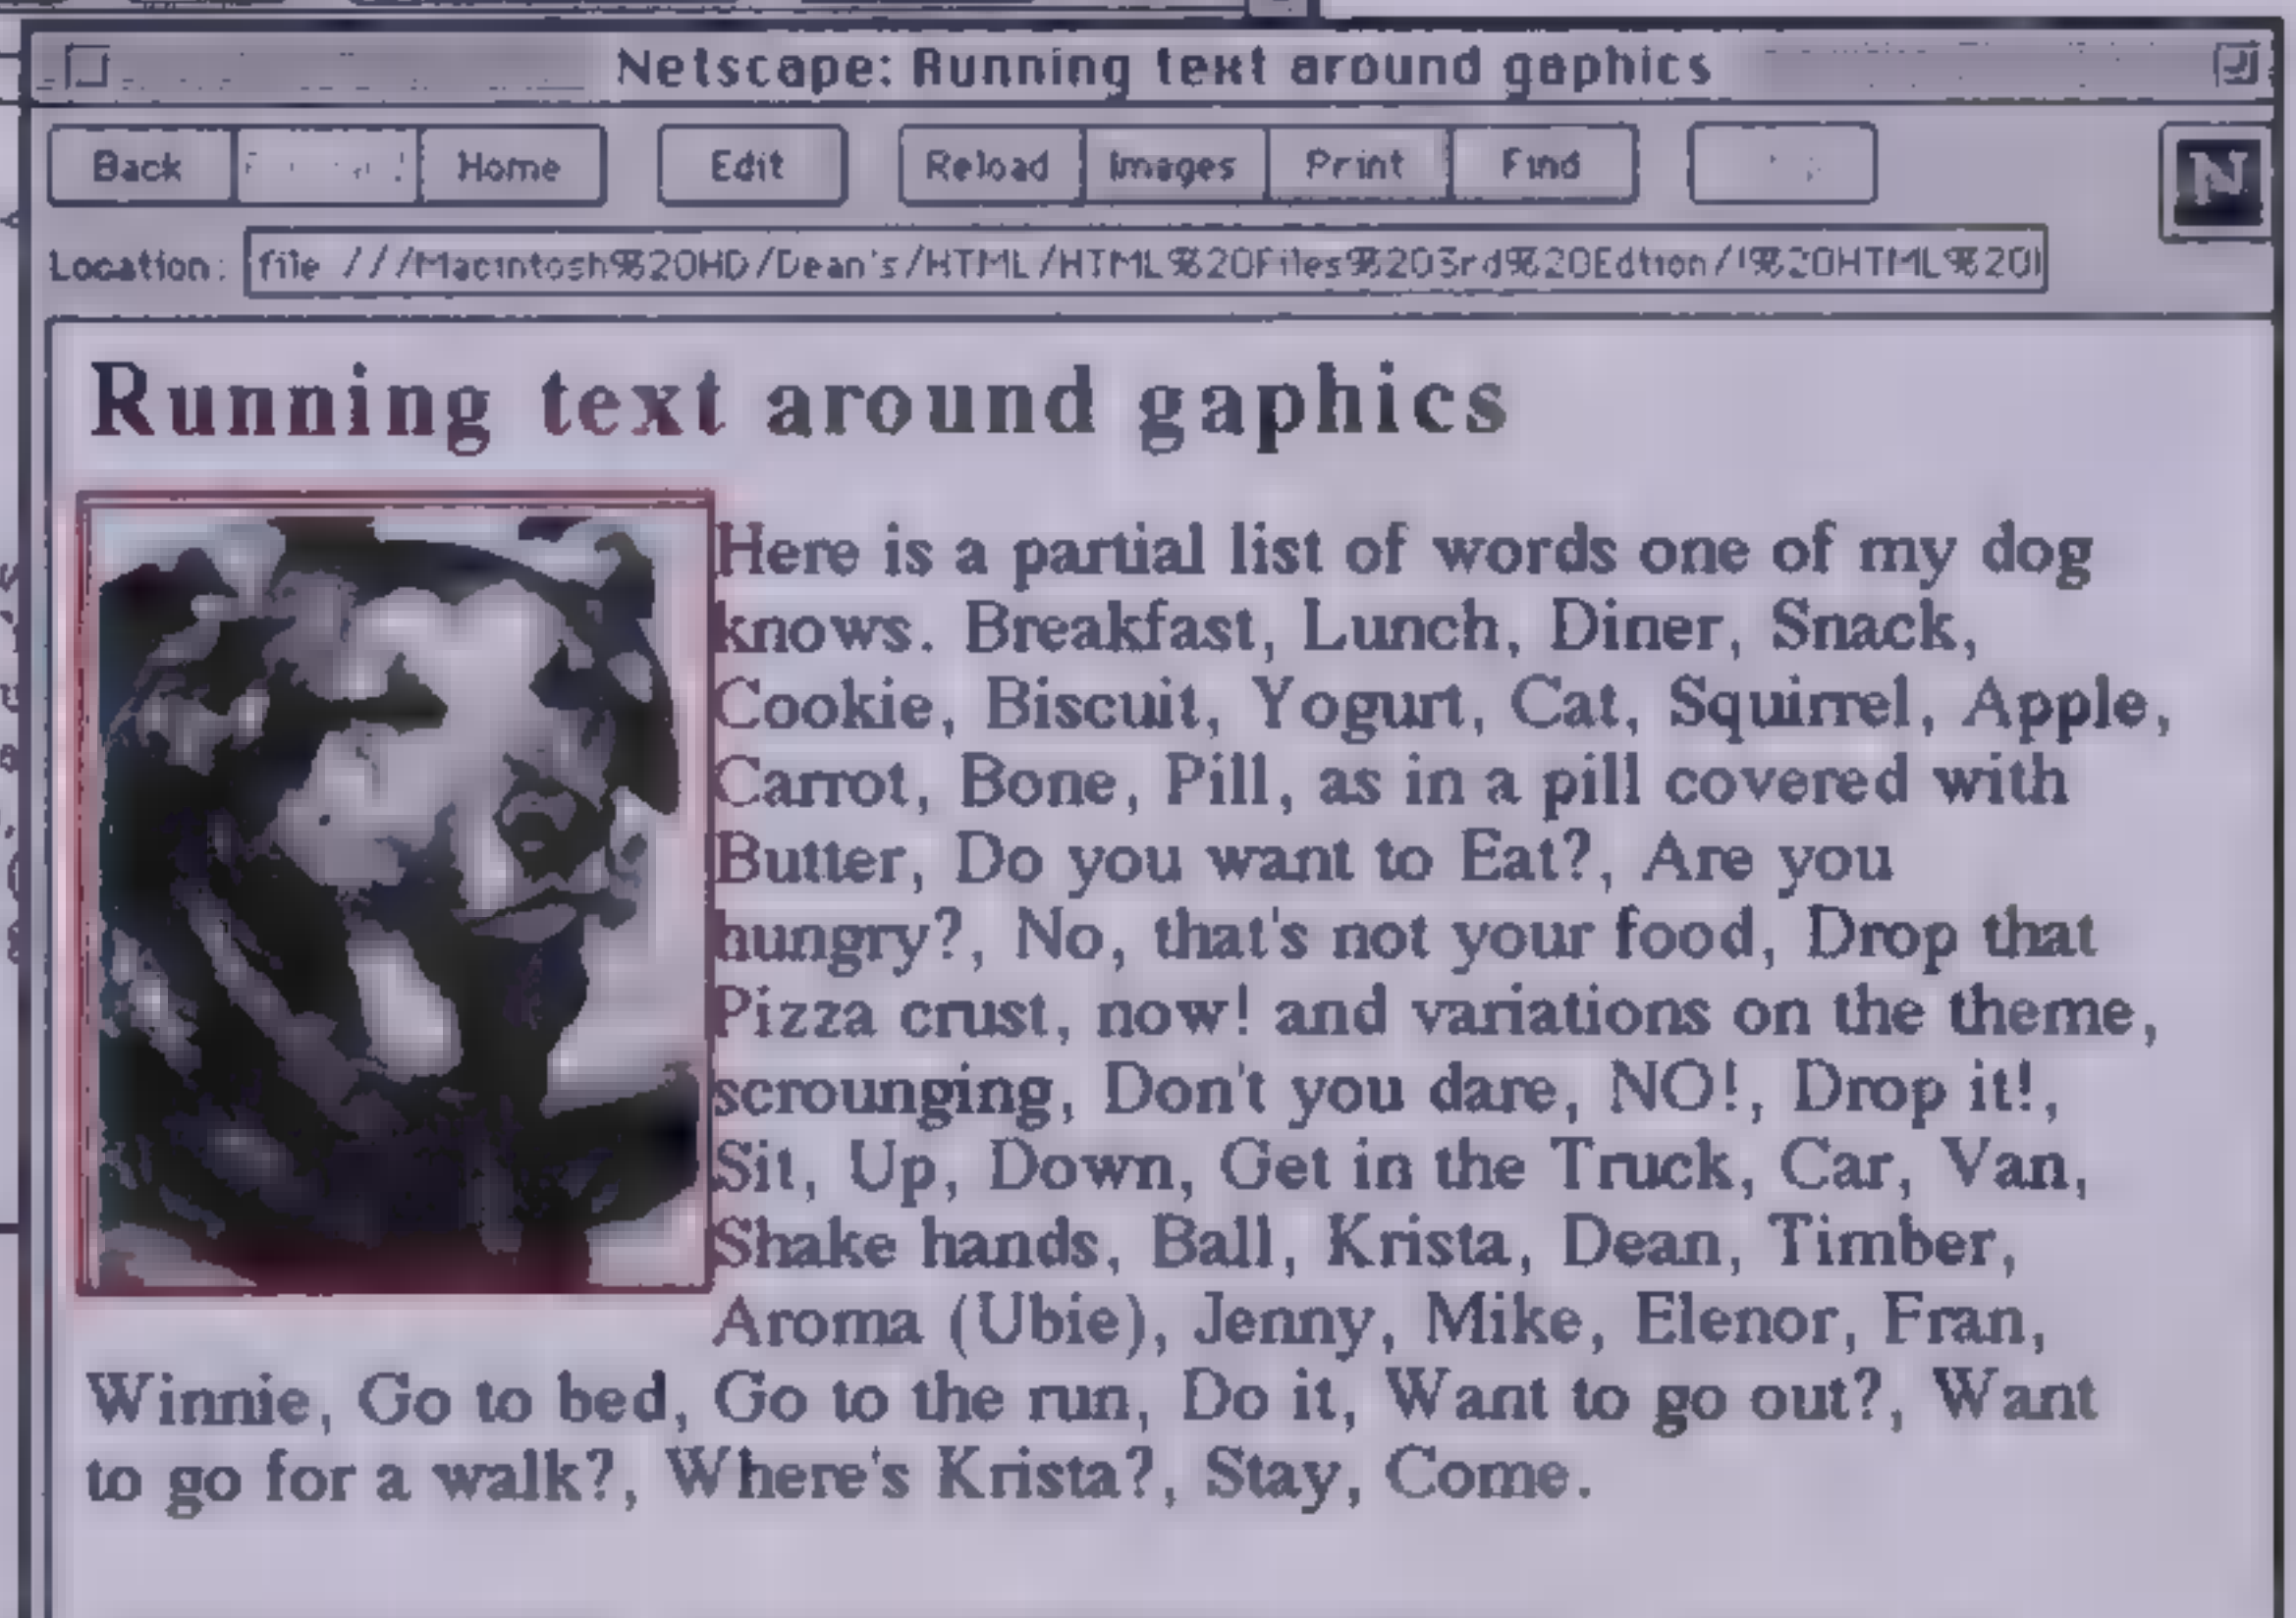 Netscape: Running text around gaphics
Back Home Edit Reload Images Print Find
N
Location: file:///Macintosh%20HD/Dean's/HTML/HTML%20Files%203rd%20Edtion/!%20HTML%20
Running text around gaphics
Here is a partial list of words one of my dog
knows. Breakfast, Lunch, Diner, Snack,
Cookie, Biscuit, Yogurt, Cat, Squirrel, Apple,
Carrot, Bone, Pill, as in a pill covered with
Butter, Do you want to Eat?, Are you
hungry?, No, that's not your food, Drop that
Pizza crust, now! and variations on the theme,
scrounging, Don't you dare, NO!, Drop it!,
Sit, Up, Down, Get in the Truck, Car, Van,
Shake hands, Ball, Krista, Dean, Timber,
Aroma (Ubie), Jenny, Mike, Elenor, Fran,
Winnie, Go to bed, Go to the run, Do it, Want to go out?, Want
to go for a walk?, Where's Krista?, Stay, Come.